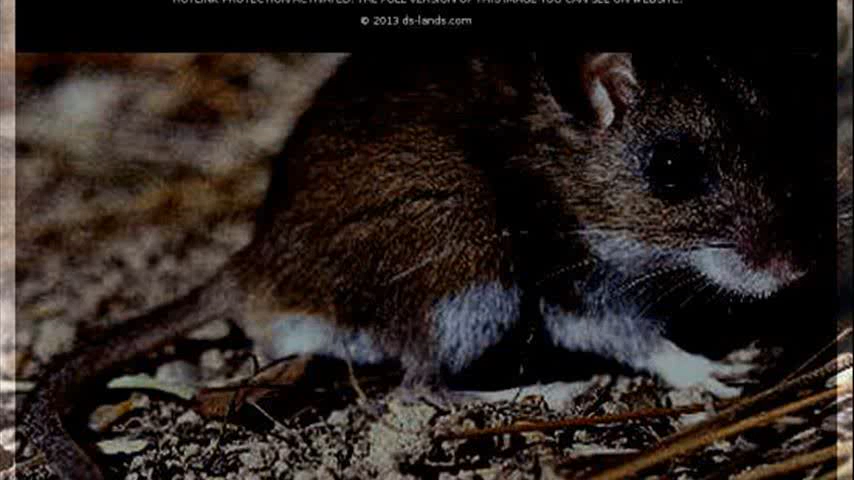 HOTLINK PROTECTION ACTIVATED. THE FULL VERSION OF THIS IMAGE YOU CAN SEE ON WEBSITE.
© 2013 ds-lands.com